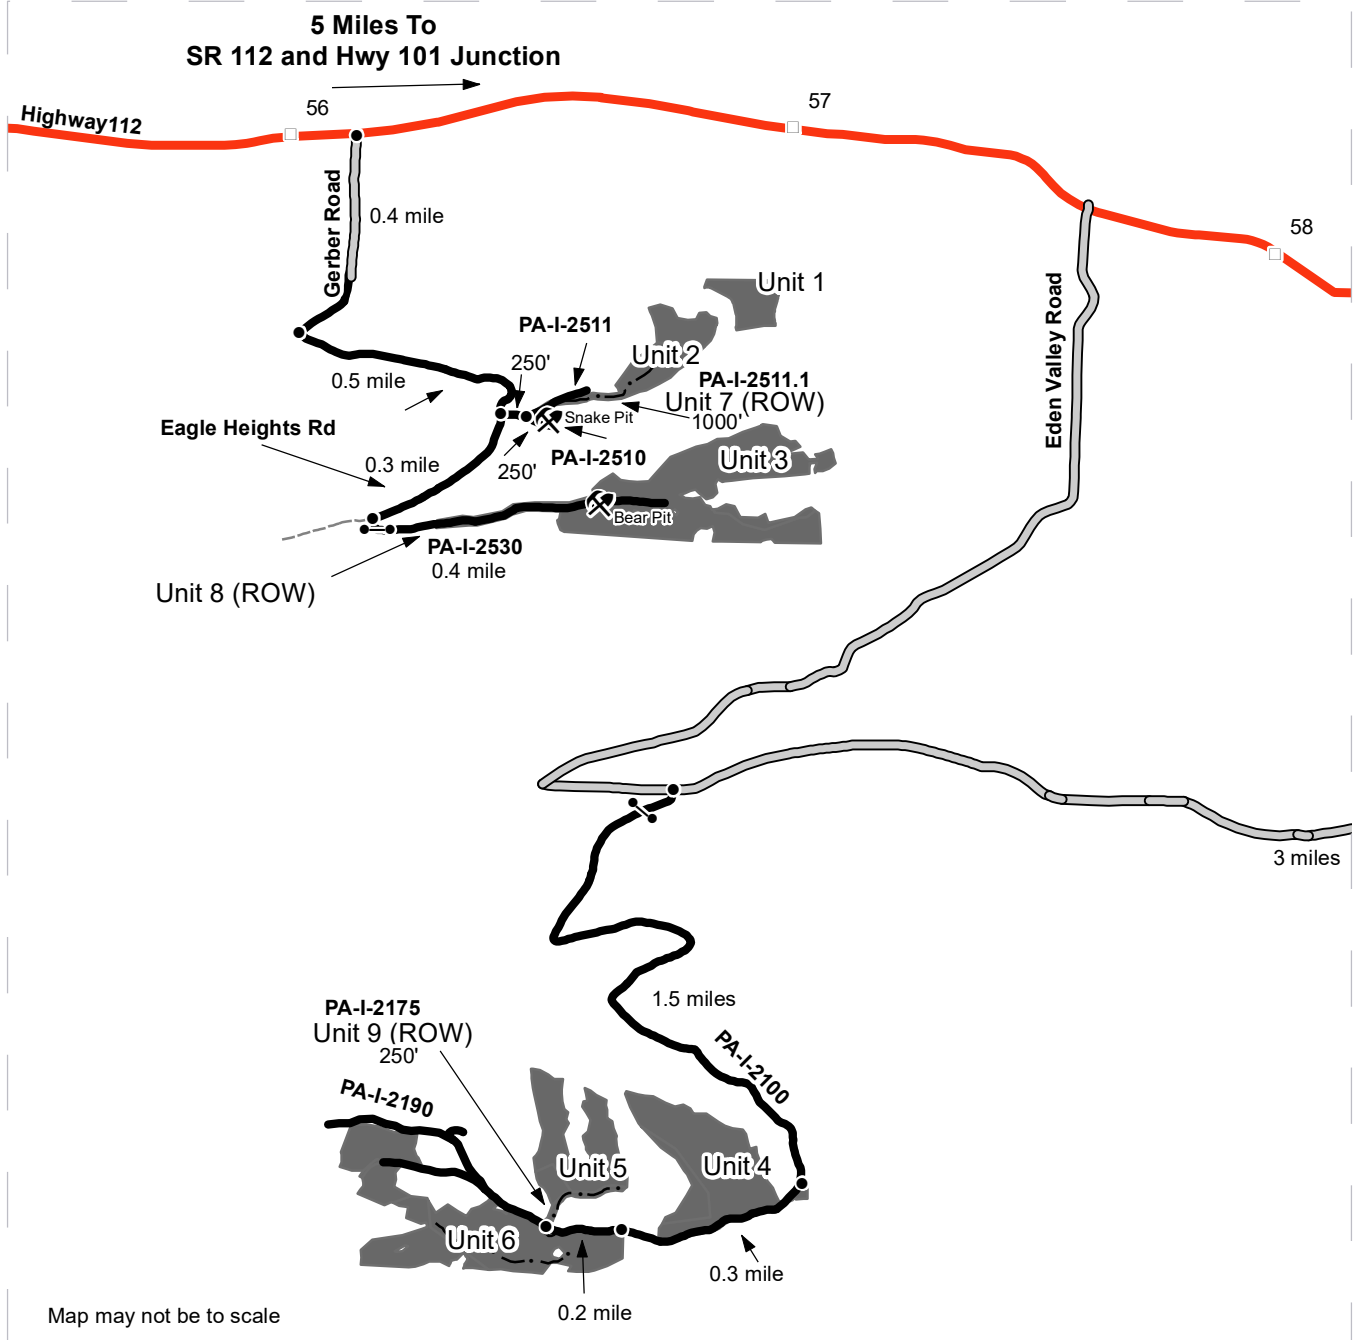 5 Miles To
SR 112 and Hwy 101 Junction
56
57
Highway112
58
Gerber Road
0.4 mile
Unit 1
PA-I-2511
Unit 2
250'
0.5 mile
PA-I-2511.1
Unit 7 (ROW)
1000'
Snake Pit
Eagle Heights Rd
Eden Valley Road
0.3 mile
250'
PA-I-2510
Unit 3
Bear Pit
PA-I-2530
0.4 mile
Unit 8 (ROW)
3 miles
1.5 miles
PA-I-2175
Unit 9 (ROW)
250'
PA-I-2100
PA-I-2190
Unit 5
Unit 4
Unit 6
0.3 mile
0.2 mile
Map may not be to scale